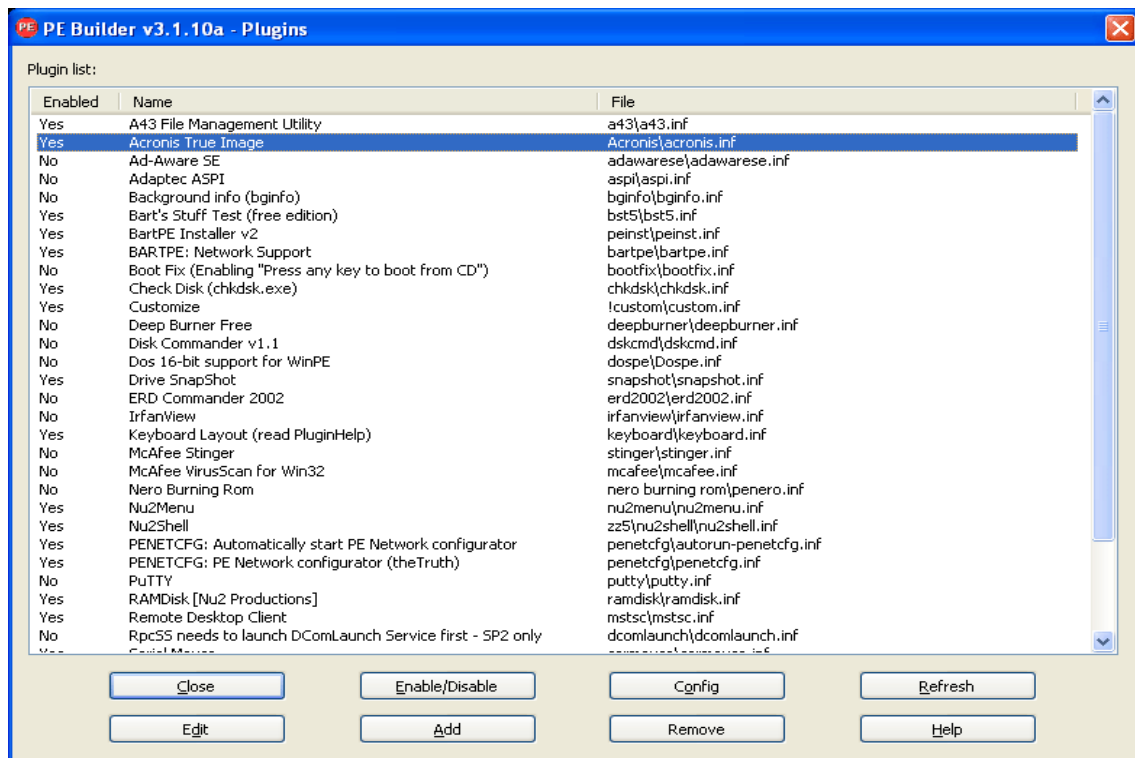 PE Builder v3.1.10a - Plugins
Plugin list:
Enabled Name File
Yes A43 File Management Utility a43\a43.inf
Yes Acronis True Image Acronis\acronis.inf
No Ad-Aware SE adawarese\adawarese.inf
No Adaptec ASPI aspi\aspi.inf
No Background info (bginfo) bginfo\bginfo.inf
Yes Bart's Stuff Test (free edition) bst5\bst5.inf
Yes BartPE Installer v2 peinst\peinst.inf
Yes BARTPE: Network Support bartpe\bartpe.inf
No Boot Fix (Enabling "Press any key to boot from CD") bootfix\bootfix.inf
Yes Check Disk (chkdsk.exe) chkdsk\chkdsk.inf
Yes Customize !custom\custom.inf
No Deep Burner Free deepburner\deepburner.inf
No Disk Commander v1.1 dskcmd\dskcmd.inf
No Dos 16-bit support for WinPE dospe\Dospe.inf
Yes Drive SnapShot snapshot\snapshot.inf
No ERD Commander 2002 erd2002\erd2002.inf
No IrfanView irfanview\irfanview.inf
Yes Keyboard Layout (read PluginHelp) keyboard\keyboard.inf
No McAfee Stinger stinger\stinger.inf
No McAfee VirusScan for Win32 mcafee\mcafee.inf
No Nero Burning Rom nero burning rom\penero.inf
Yes Nu2Menu nu2menu\nu2menu.inf
Yes Nu2Shell zz5\nu2shell\nu2shell.inf
Yes PENETCFG: Automatically start PE Network configurator penetcfg\autorun-penetcfg.inf
Yes PENETCFG: PE Network configurator (theTruth) penetcfg\penetcfg.inf
No PuTTY putty\putty.inf
Yes RAMDisk [Nu2 Productions] ramdisk\ramdisk.inf
Yes Remote Desktop Client mstsc\mstsc.inf
No RpcSS needs to launch DComLaunch Service first - SP2 only dcomlaunch\dcomlaunch.inf
Close Enable/Disable Config Refresh
Edit Add Remove Help